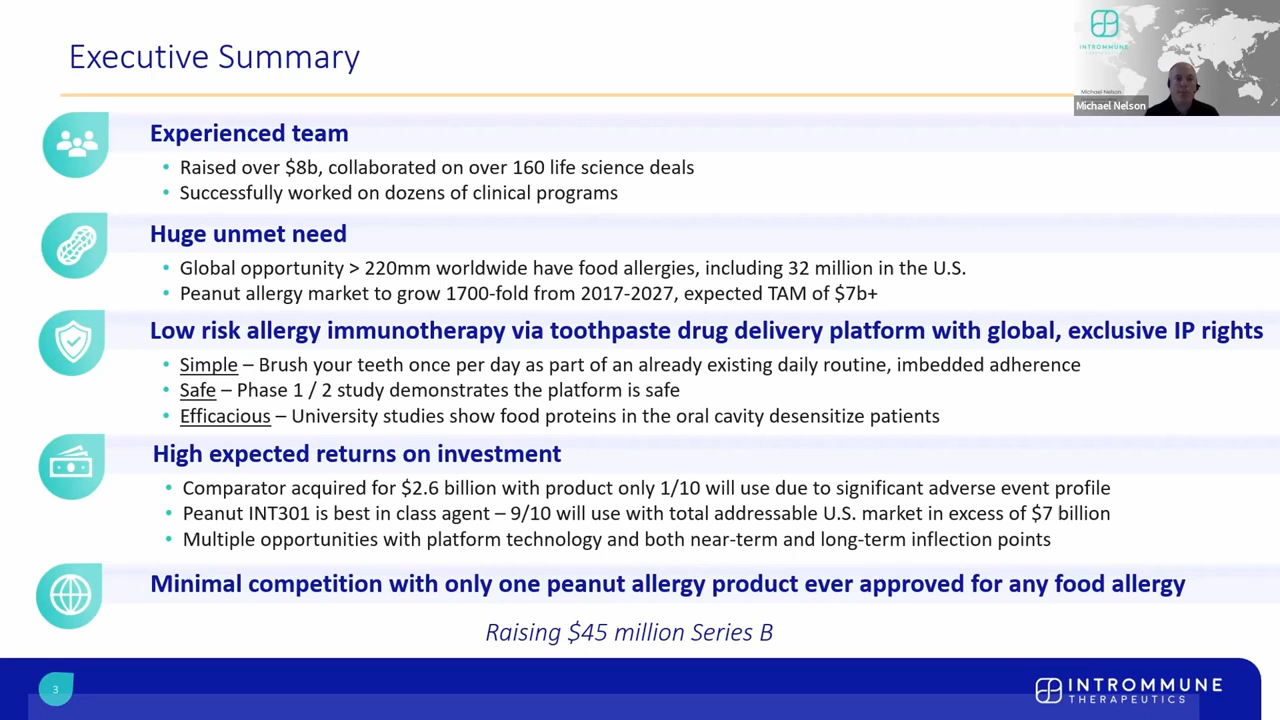 Executive Summary
INTROMMUNE
THERAPEUTICS
Michael Nelson
Michael Nelson
Experienced team
• Raised over $8b, collaborated on over 160 life science deals
• Successfully worked on dozens of clinical programs
Huge unmet need
• Global opportunity > 220mm worldwide have food allergies, including 32 million in the U.S.
• Peanut allergy market to grow 1700-fold from 2017-2027, expected TAM of $7b+
Low risk allergy immunotherapy via toothpaste drug delivery platform with global, exclusive IP rights
• Simple – Brush your teeth once per day as part of an already existing daily routine, imbedded adherence
• Safe – Phase 1 / 2 study demonstrates the platform is safe
• Efficacious – University studies show food proteins in the oral cavity desensitize patients
High expected returns on investment
• Comparator acquired for $2.6 billion with product only 1/10 will use due to significant adverse event profile
• Peanut INT301 is best in class agent – 9/10 will use with total addressable U.S. market in excess of $7 billion
• Multiple opportunities with platform technology and both near-term and long-term inflection points
Minimal competition with only one peanut allergy product ever approved for any food allergy
Raising $45 million Series B
3
INTROMMUNE
THERAPEUTICS